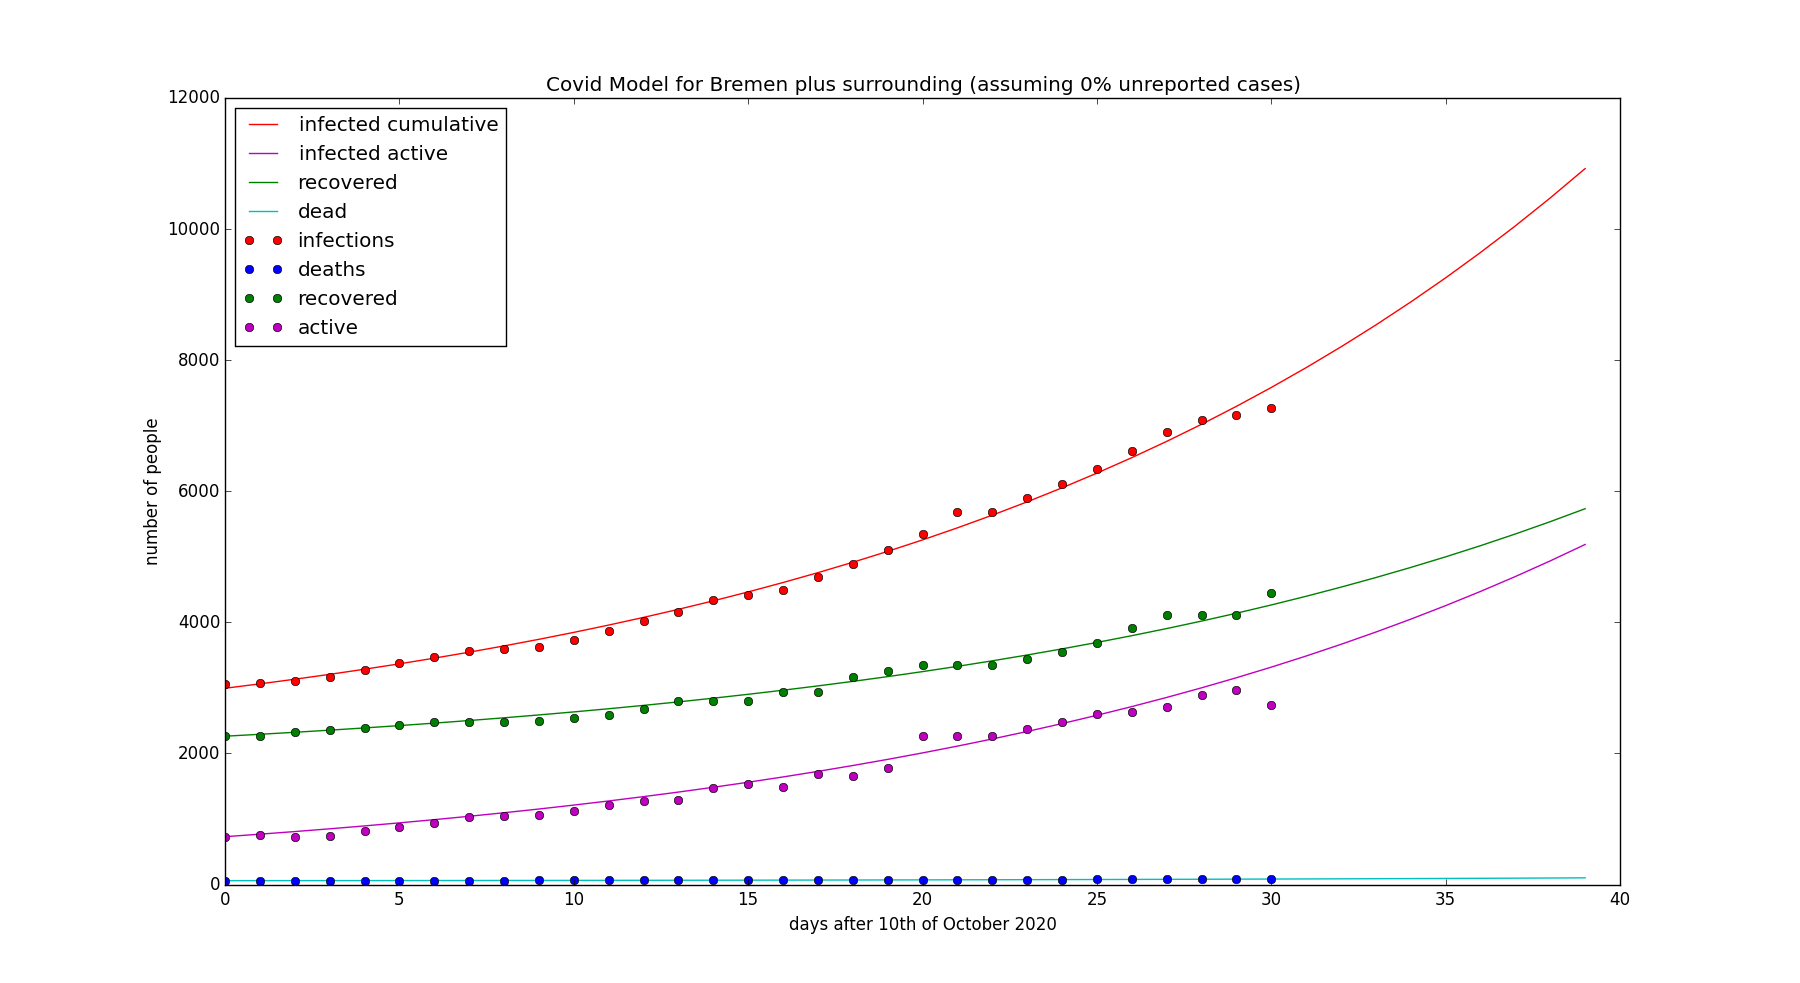 Covid Model for Bremen plus surrounding (assuming 0% unreported cases)
12000
10000
8000
6000
4000
2000
0
number of people
infected cumulative
infected active
recovered
dead
infections
deaths
recovered
active
0 5 10 15 20 25 30 35 40
days after 10th of October 2020